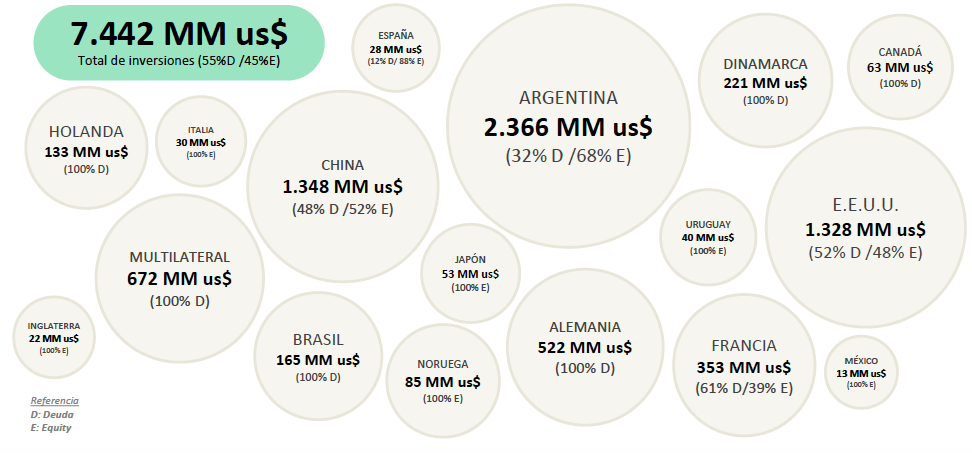 7.442 MM us$
Total de inversiones (55%D /45%E)
ESPAÑA
28 MM us$
(12% D/ 88% E)
ARGENTINA
2.366 MM us$
(32% D /68% E)
DINAMARCA
221 MM us$
(100% D)
CANADÁ
63 MM us$
(100% D)
HOLANDA
133 MM us$
(100% D)
ITALIA
30 MM us$
(100% E)
CHINA
1.348 MM us$
(48% D /52% E)
E.E.U.U.
1.328 MM us$
(52% D /48% E)
URUGUAY
40 MM us$
(100% E)
MULTILATERAL
672 MM us$
(100% D)
JAPÓN
53 MM us$
(100% E)
INGLATERRA
22 MM us$
(100% E)
BRASIL
165 MM us$
(100% D)
NORUEGA
85 MM us$
(100% E)
ALEMANIA
522 MM us$
(100% D)
FRANCIA
353 MM us$
(61% D/39% E)
MÉXICO
13 MM us$
(100% E)
Referencia
D: Deuda
E: Equity